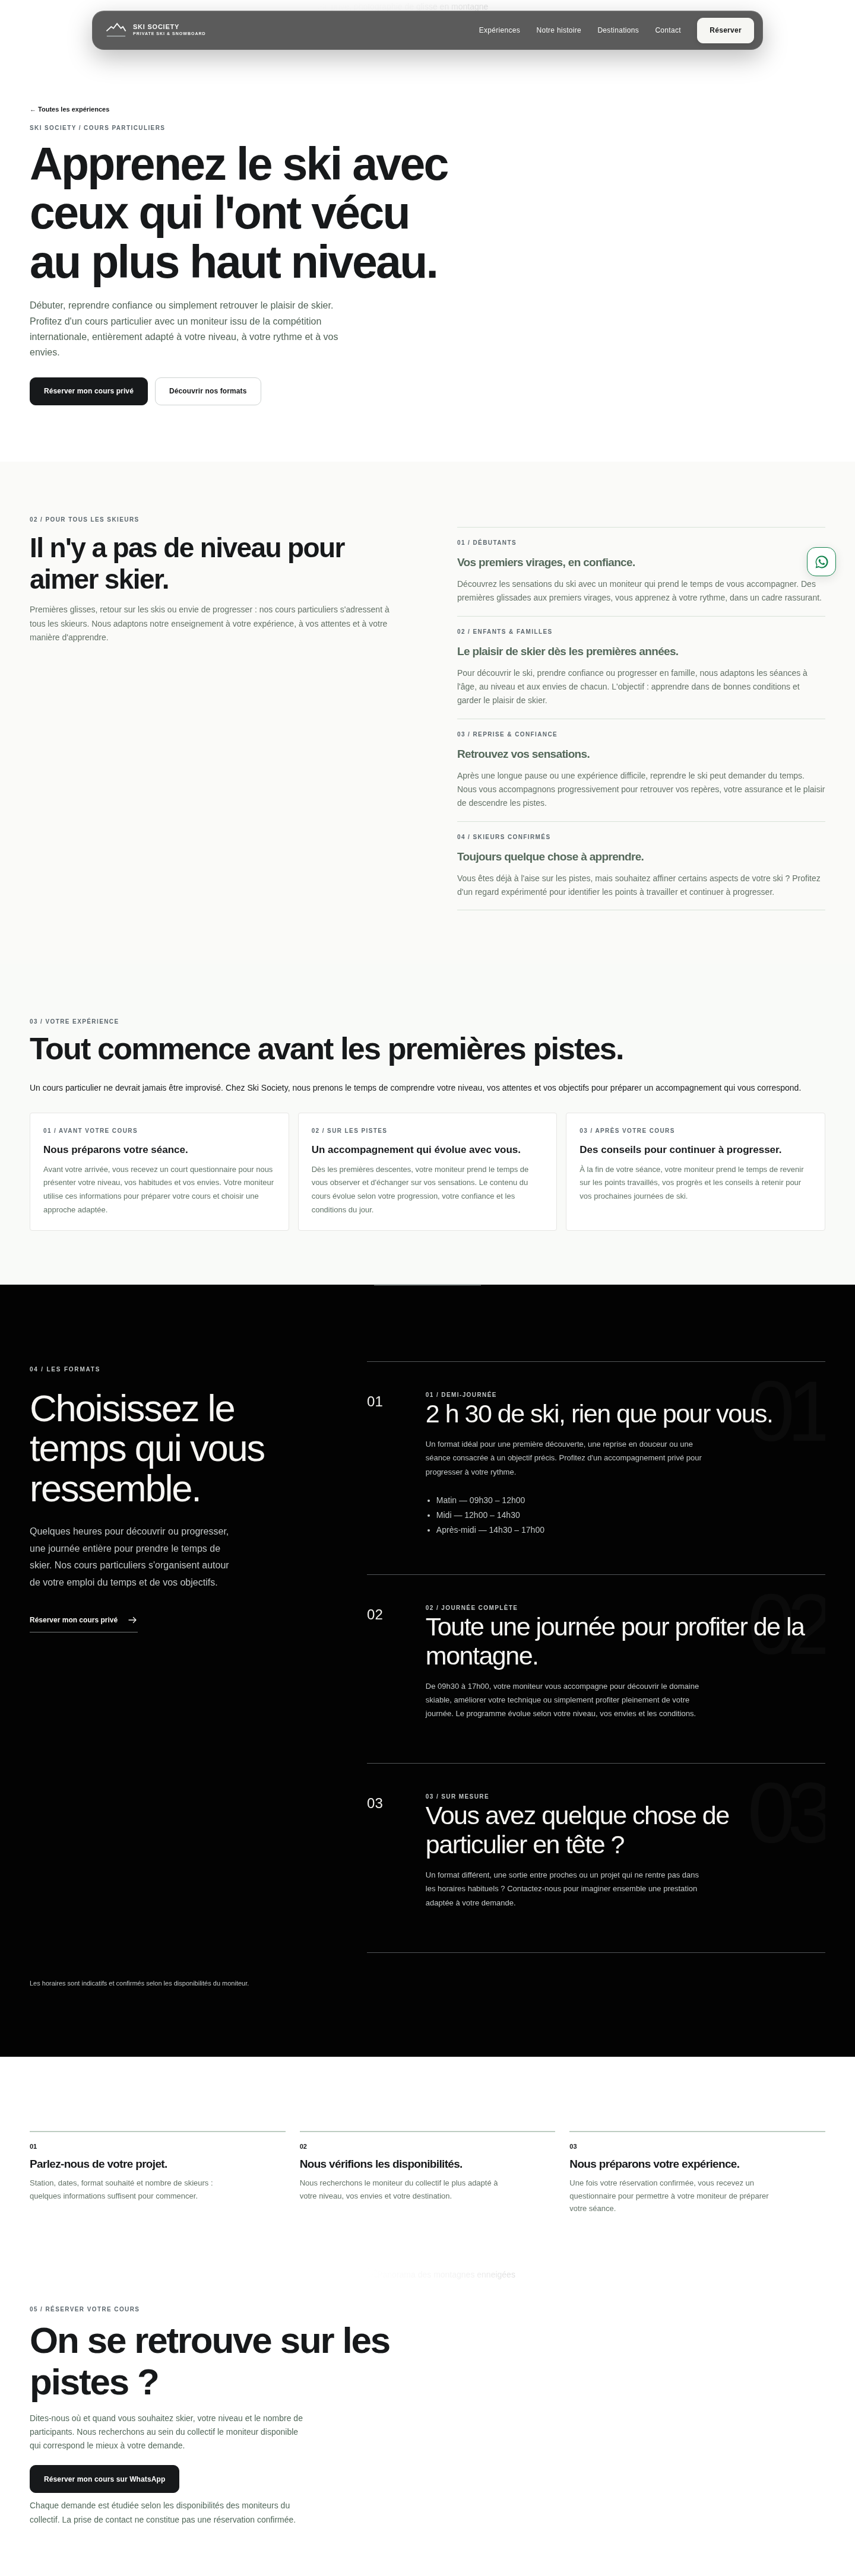 en montagne
SKI SOCIETY
PRIVATE SKI & SNOWBOARD
Expériences
Notre histoire
Destinations
Contact
Réserver
← Toutes les expériences
SKI SOCIETY / COURS PARTICULIERS
Apprenez le ski avec
ceux qui l'ont vécu
au plus haut niveau.
Débuter, reprendre confiance ou simplement retrouver le plaisir de skier.
Profitez d'un cours particulier avec un moniteur issu de la compétition
internationale, entièrement adapté à votre niveau, à votre rythme et à vos
envies.
Réserver mon cours privé
Découvrir nos formats
02 / POUR TOUS LES SKIEURS
Il n'y a pas de niveau pour
aimer skier.
Premières glisses, retour sur les skis ou envie de progresser : nos cours particuliers s'adressent à
tous les skieurs. Nous adaptons notre enseignement à votre expérience, à vos attentes et à votre
manière d'apprendre.
01 / DÉBUTANTS
Vos premiers virages, en confiance.
Découvrez les sensations du ski avec un moniteur qui prend le temps de vous accompagner. Des
premières glissades aux premiers virages, vous apprenez à votre rythme, dans un cadre rassurant.
02 / ENFANTS & FAMILLES
Le plaisir de skier dès les premières années.
Pour découvrir le ski, prendre confiance ou progresser en famille, nous adaptons les séances à
l'âge, au niveau et aux envies de chacun. L'objectif : apprendre dans de bonnes conditions et
garder le plaisir de skier.
03 / REPRISE & CONFIANCE
Retrouvez vos sensations.
Après une longue pause ou une expérience difficile, reprendre le ski peut demander du temps.
Nous vous accompagnons progressivement pour retrouver vos repères, votre assurance et le plaisir
de descendre les pistes.
04 / SKIEURS CONFIRMÉS
Toujours quelque chose à apprendre.
Vous êtes déjà à l'aise sur les pistes, mais souhaitez affiner certains aspects de votre ski ? Profitez
d'un regard expérimenté pour identifier les points à travailler et continuer à progresser.
03 / VOTRE EXPÉRIENCE
Tout commence avant les premières pistes.
Un cours particulier ne devrait jamais être improvisé. Chez Ski Society, nous prenons le temps de comprendre votre niveau, vos attentes et vos objectifs pour préparer un accompagnement qui vous correspond.
01 / AVANT VOTRE COURS
Nous préparons votre séance.
Avant votre arrivée, vous recevez un court questionnaire pour nous
présenter votre niveau, vos habitudes et vos envies. Votre moniteur
utilise ces informations pour préparer votre cours et choisir une
approche adaptée.
02 / SUR LES PISTES
Un accompagnement qui évolue avec vous.
Dès les premières descentes, votre moniteur prend le temps de
vous observer et d'échanger sur vos sensations. Le contenu du
cours évolue selon votre progression, votre confiance et les
conditions du jour.
03 / APRÈS VOTRE COURS
Des conseils pour continuer à progresser.
À la fin de votre séance, votre moniteur prend le temps de revenir
sur les points travaillés, vos progrès et les conseils à retenir pour
vos prochaines journées de ski.
04 / LES FORMATS
Choisissez le
temps qui vous
ressemble.
Quelques heures pour découvrir ou progresser,
une journée entière pour prendre le temps de
skier. Nos cours particuliers s'organisent autour
de votre emploi du temps et de vos objectifs.
Réserver mon cours privé
01
01
01 / DEMI-JOURNÉE
2 h 30 de ski, rien que pour vous.
Un format idéal pour une première découverte, une reprise en douceur ou une
séance consacrée à un objectif précis. Profitez d'un accompagnement privé pour
progresser à votre rythme.
• Matin — 09h30 – 12h00
• Midi — 12h00 – 14h30
• Après-midi — 14h30 – 17h00
02
02
02 / JOURNÉE COMPLÈTE
Toute une journée pour profiter de la
montagne.
De 09h30 à 17h00, votre moniteur vous accompagne pour découvrir le domaine
skiable, améliorer votre technique ou simplement profiter pleinement de votre
journée. Le programme évolue selon votre niveau, vos envies et les conditions.
03
03
03 / SUR MESURE
Vous avez quelque chose de
particulier en tête ?
Un format différent, une sortie entre proches ou un projet qui ne rentre pas dans
les horaires habituels ? Contactez-nous pour imaginer ensemble une prestation
adaptée à votre demande.
Les horaires sont indicatifs et confirmés selon les disponibilités du moniteur.
01
Parlez-nous de votre projet.
Station, dates, format souhaité et nombre de skieurs :
quelques informations suffisent pour commencer.
02
Nous vérifions les disponibilités.
Nous recherchons le moniteur du collectif le plus adapté à
votre niveau, vos envies et votre destination.
03
Nous préparons votre expérience.
Une fois votre réservation confirmée, vous recevez un
questionnaire pour permettre à votre moniteur de préparer
votre séance.
montagnes enneigées
05 / RÉSERVER VOTRE COURS
On se retrouve sur les
pistes ?
Dites-nous où et quand vous souhaitez skier, votre niveau et le nombre de
participants. Nous recherchons au sein du collectif le moniteur disponible
qui correspond le mieux à votre demande.
Réserver mon cours sur WhatsApp
Chaque demande est étudiée selon les disponibilités des moniteurs du
collectif. La prise de contact ne constitue pas une réservation confirmée.